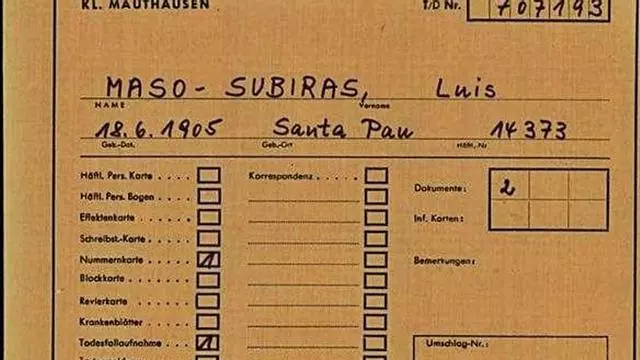 KL. MAUTHAUSEN T/D Nr. 707193
MASO - SUBIRAS, Luis
NAME Vorname
18.6.1905 Santa Pau 14373
Geb.-Dat. Geb.-Ort Häftl.-Nr
Häftl. Pers. Karte . . . . Korrespondenz . . . . Dokumente: 2
Häftl. Pers. Bogen . . . .
Effektenkarte . . . . . Inf. Karten:
Schreibst.-Karte . . . .
Nummernkarte . . . . 1 Bemerkungen:
Blockkarte . . . . .
Revierkarte . . . . .
Krankenblätter . . . .
Todesfallaufnahme . . . 1 Umschlag-Nr.: